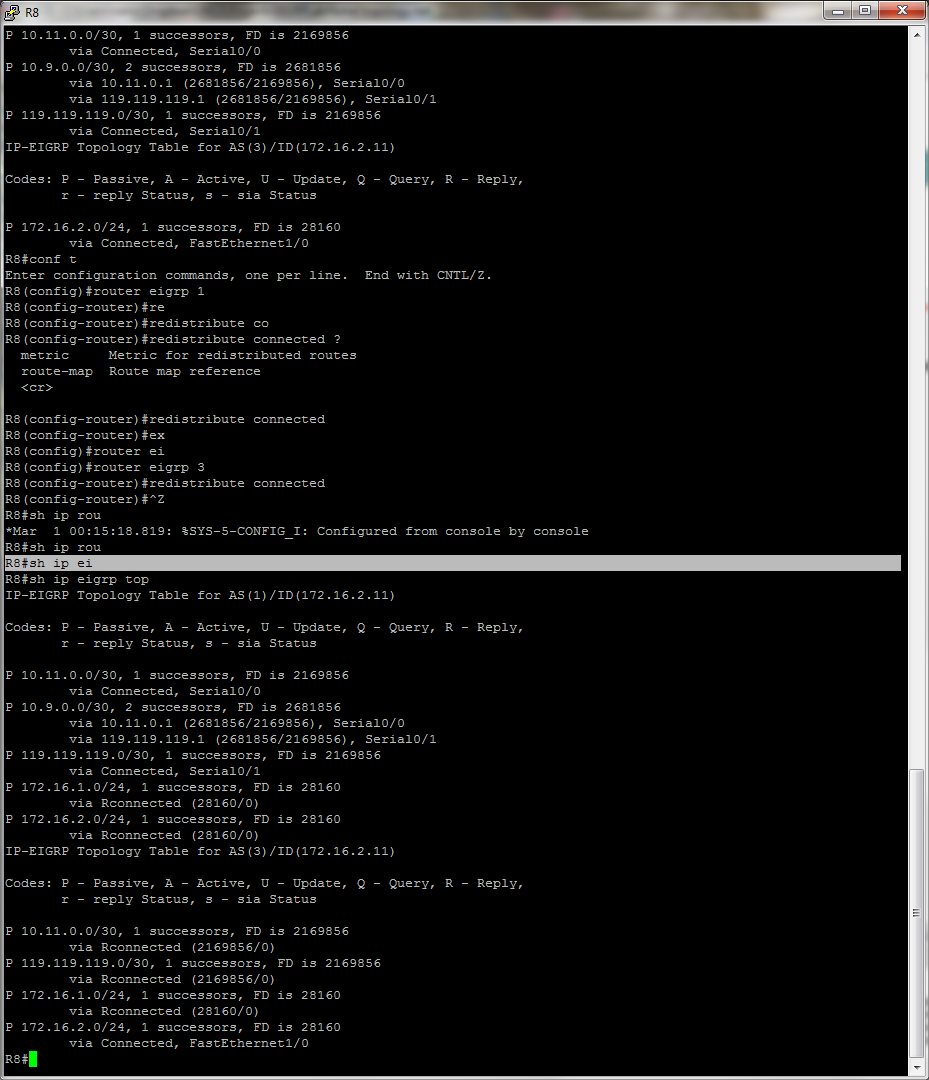 R8
P 10.11.0.0/30, 1 successors, FD is 2169856
        via Connected, Serial0/0
P 10.9.0.0/30, 2 successors, FD is 2681856
        via 10.11.0.1 (2681856/2169856), Serial0/0
        via 119.119.119.1 (2681856/2169856), Serial0/1
P 119.119.119.0/30, 1 successors, FD is 2169856
        via Connected, Serial0/1
IP-EIGRP Topology Table for AS(3)/ID(172.16.2.11)

Codes: P - Passive, A - Active, U - Update, Q - Query, R - Reply,
       r - reply Status, s - sia Status

P 172.16.2.0/24, 1 successors, FD is 28160
        via Connected, FastEthernet1/0
R8#conf t
Enter configuration commands, one per line.  End with CNTL/Z.
R8(config)#router eigrp 1
R8(config-router)#re
R8(config-router)#redistribute co
R8(config-router)#redistribute connected ?
  metric     Metric for redistributed routes
  route-map  Route map reference
  <cr>

R8(config-router)#redistribute connected
R8(config-router)#ex
R8(config)#router ei
R8(config)#router eigrp 3
R8(config-router)#redistribute connected
R8(config-router)#^Z
R8#sh ip rou
*Mar  1 00:15:18.819: %SYS-5-CONFIG_I: Configured from console by console
R8#sh ip rou
R8#sh ip ei
R8#sh ip eigrp top
IP-EIGRP Topology Table for AS(1)/ID(172.16.2.11)

Codes: P - Passive, A - Active, U - Update, Q - Query, R - Reply,
       r - reply Status, s - sia Status

P 10.11.0.0/30, 1 successors, FD is 2169856
        via Connected, Serial0/0
P 10.9.0.0/30, 2 successors, FD is 2681856
        via 10.11.0.1 (2681856/2169856), Serial0/0
        via 119.119.119.1 (2681856/2169856), Serial0/1
P 119.119.119.0/30, 1 successors, FD is 2169856
        via Connected, Serial0/1
P 172.16.1.0/24, 1 successors, FD is 28160
        via Rconnected (28160/0)
P 172.16.2.0/24, 1 successors, FD is 28160
        via Rconnected (28160/0)
IP-EIGRP Topology Table for AS(3)/ID(172.16.2.11)

Codes: P - Passive, A - Active, U - Update, Q - Query, R - Reply,
       r - reply Status, s - sia Status

P 10.11.0.0/30, 1 successors, FD is 2169856
        via Rconnected (2169856/0)
P 119.119.119.0/30, 1 successors, FD is 2169856
        via Rconnected (2169856/0)
P 172.16.1.0/24, 1 successors, FD is 28160
        via Rconnected (28160/0)
P 172.16.2.0/24, 1 successors, FD is 28160
        via Connected, FastEthernet1/0
R8#